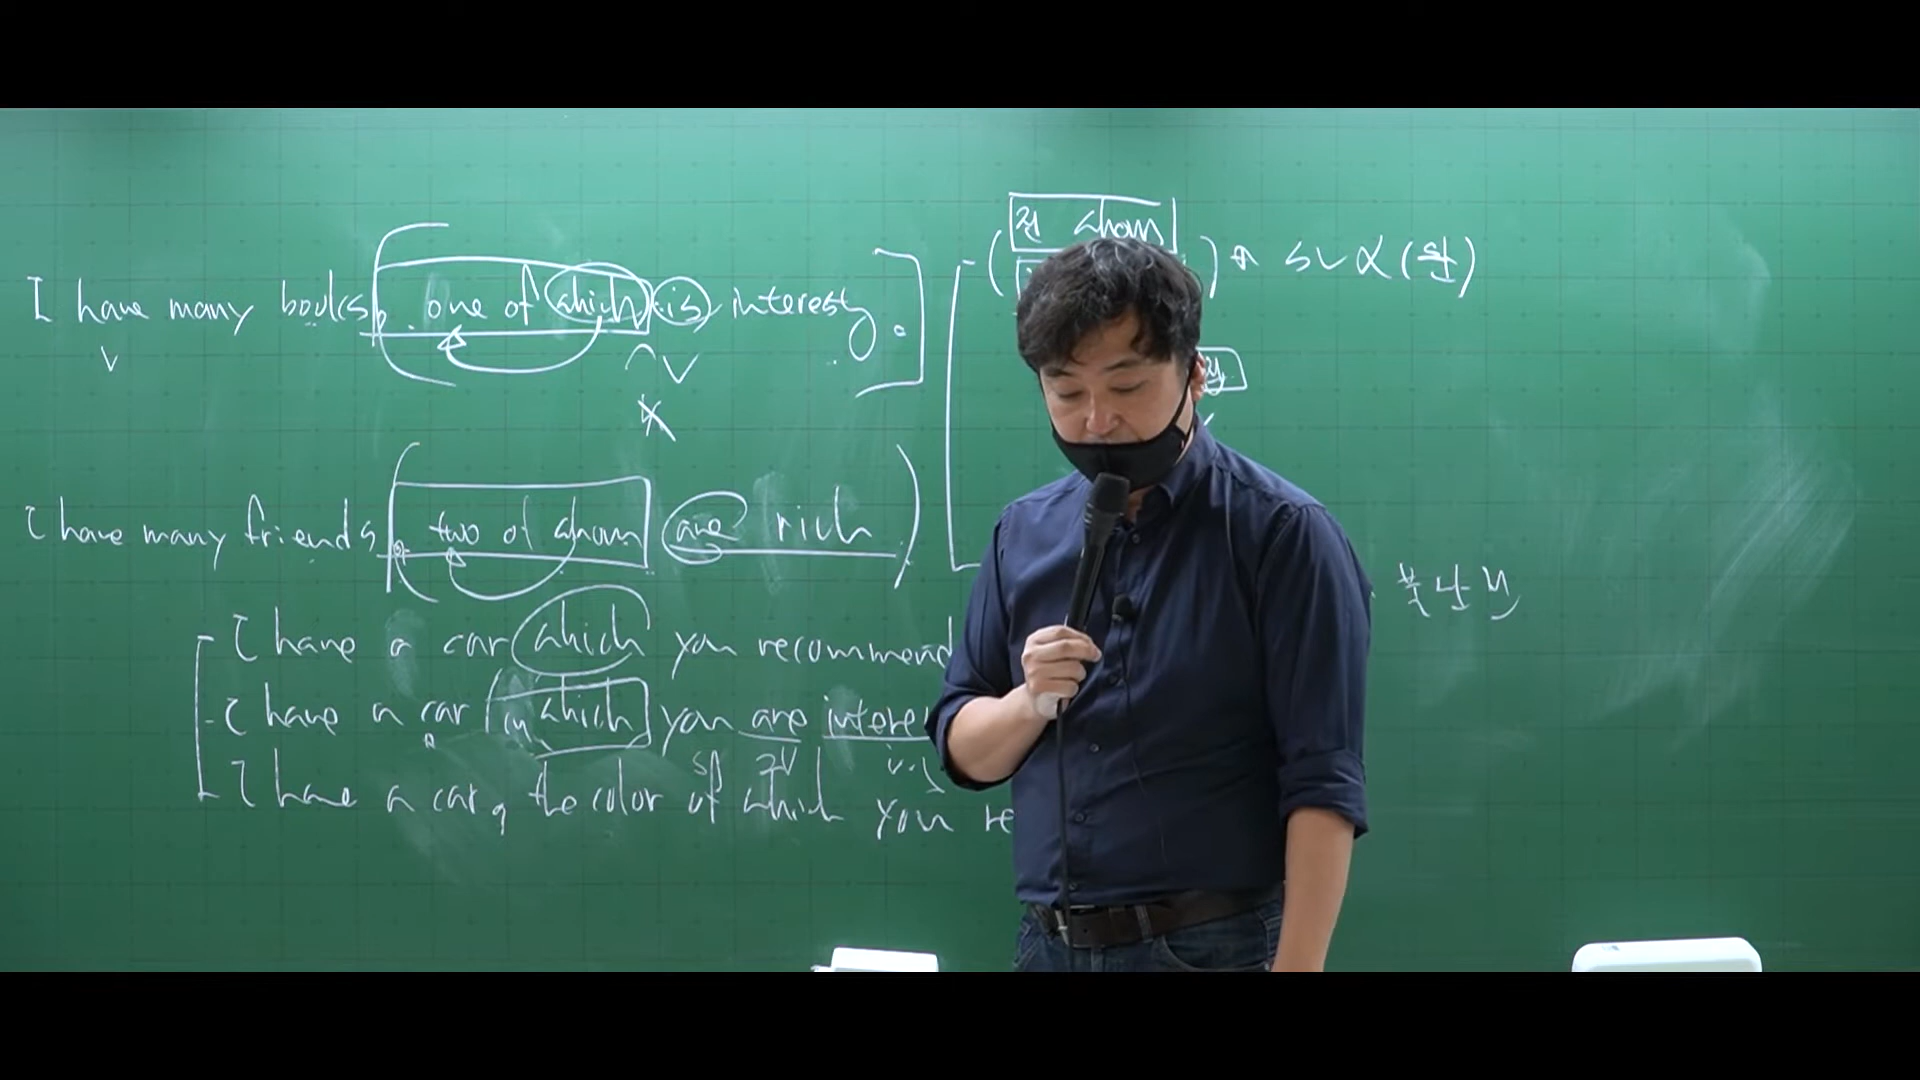 I have many books, one of which is interesty.
전 whom
S V X (완)
I have many friends, two of whom are rich
I have a car which you recommend
I have a car in which you are intere
I have a car, the color of which you re